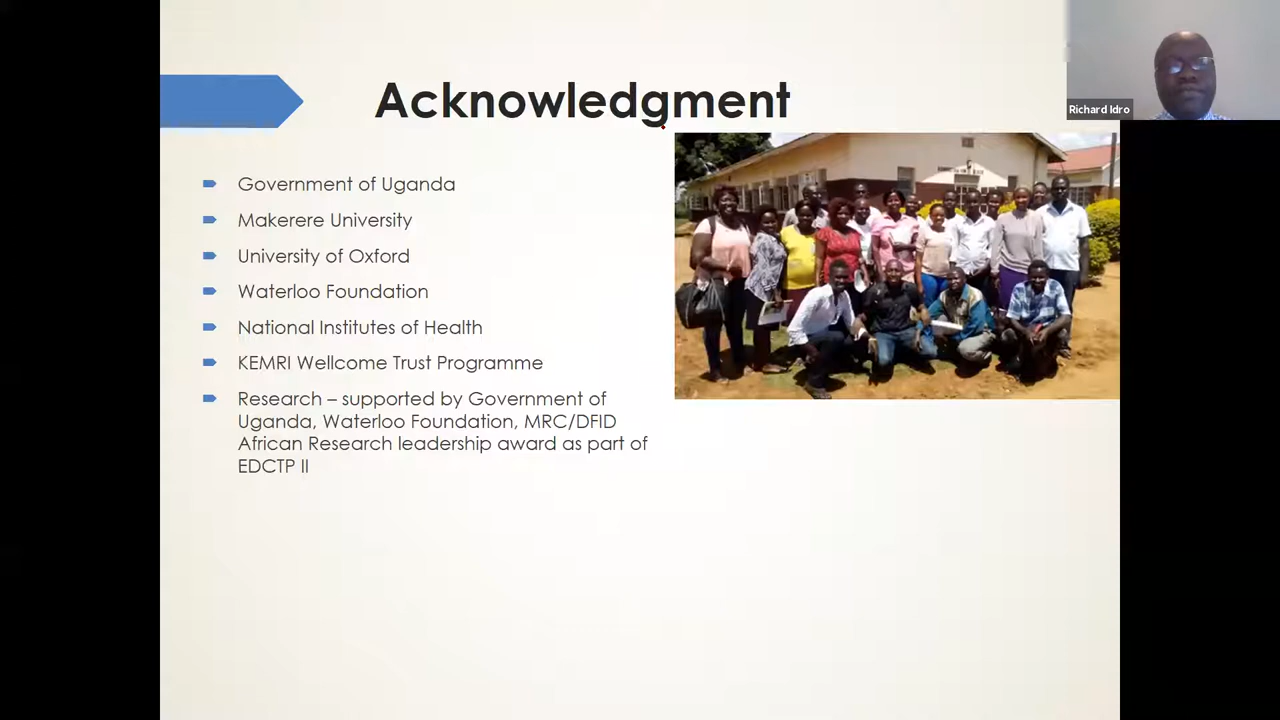 Acknowledgment
Richard Idro
Government of Uganda
Makerere University
University of Oxford
Waterloo Foundation
National Institutes of Health
KEMRI Wellcome Trust Programme
Research – supported by Government of
Uganda, Waterloo Foundation, MRC/DFID
African Research leadership award as part of
EDCTP II